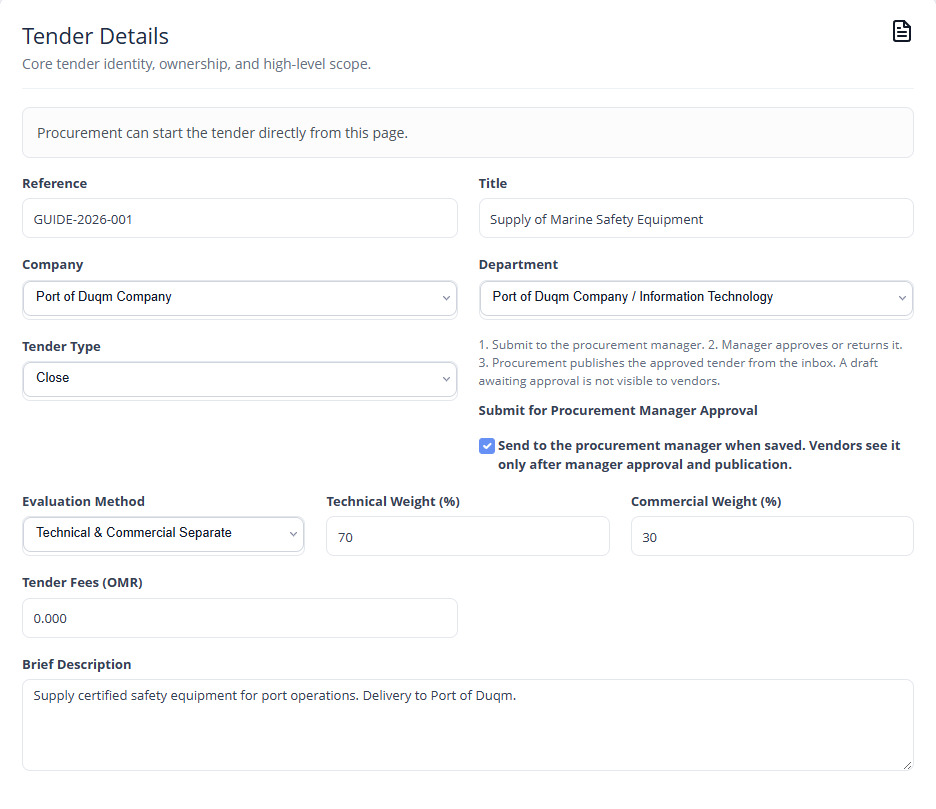 Tender Details
Core tender identity, ownership, and high-level scope.
Procurement can start the tender directly from this page.
Reference
GUIDE-2026-001
Title
Supply of Marine Safety Equipment
Company
Port of Duqm Company
Department
Port of Duqm Company / Information Technology
Tender Type
Close
1. Submit to the procurement manager. 2. Manager approves or returns it.
3. Procurement publishes the approved tender from the inbox. A draft
awaiting approval is not visible to vendors.
Submit for Procurement Manager Approval
Send to the procurement manager when saved. Vendors see it
only after manager approval and publication.
Evaluation Method
Technical & Commercial Separate
Technical Weight (%)
70
Commercial Weight (%)
30
Tender Fees (OMR)
0.000
Brief Description
Supply certified safety equipment for port operations. Delivery to Port of Duqm.